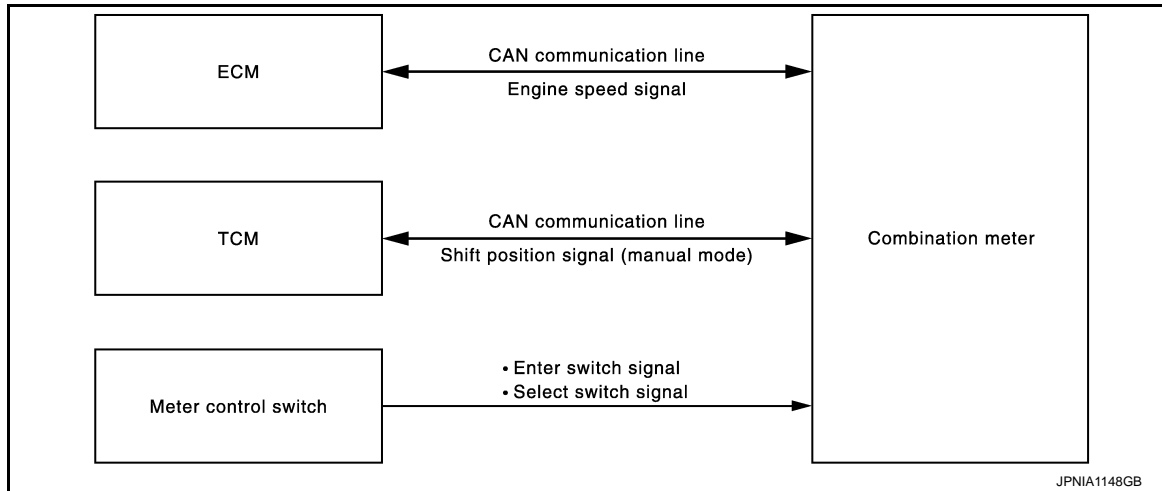 ECM
CAN communication line
Engine speed signal
TCM
CAN communication line
Shift position signal (manual mode)
Combination meter
Meter control switch
• Enter switch signal
• Select switch signal
JPNIA1148GB